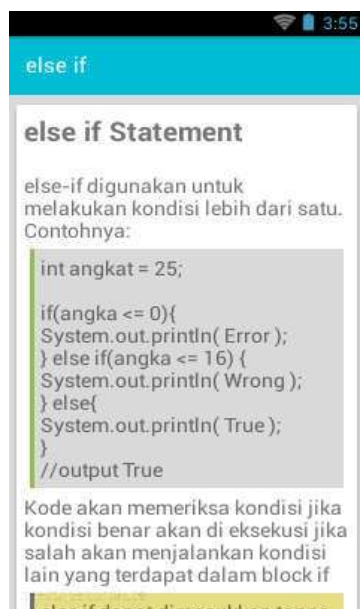 3:55
else if
else if Statement
else-if digunakan untuk
melakukan kondisi lebih dari satu.
Contohnya:
int angkat = 25;
if(angka <= 0){
System.out.println( Error );
} else if(angka <= 16) {
System.out.println( Wrong );
} else{
System.out.println( True );
}
//output True
Kode akan memeriksa kondisi jika
kondisi benar akan di eksekusi jika
salah akan menjalankan kondisi
lain yang terdapat dalam block if